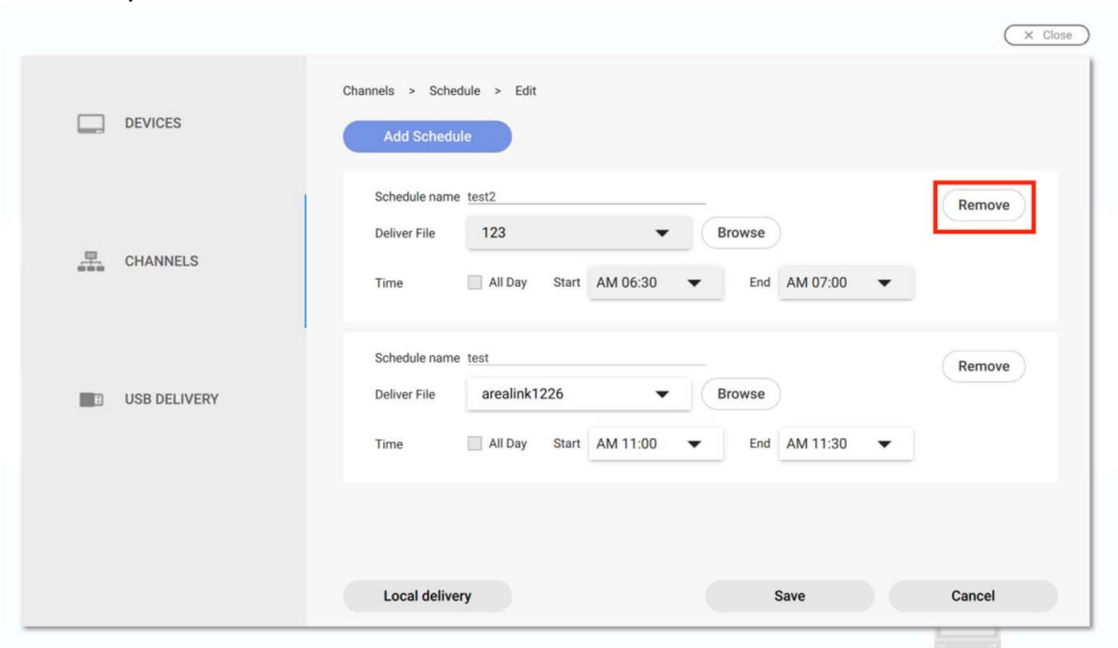 X Close
DEVICES
CHANNELS
USB DELIVERY
Channels > Schedule > Edit
Add Schedule
Schedule name test2
Remove
Deliver File 123 Browse
Time All Day Start AM 06:30 End AM 07:00
Schedule name test
Remove
Deliver File arealink1226 Browse
Time All Day Start AM 11:00 End AM 11:30
Local delivery Save Cancel